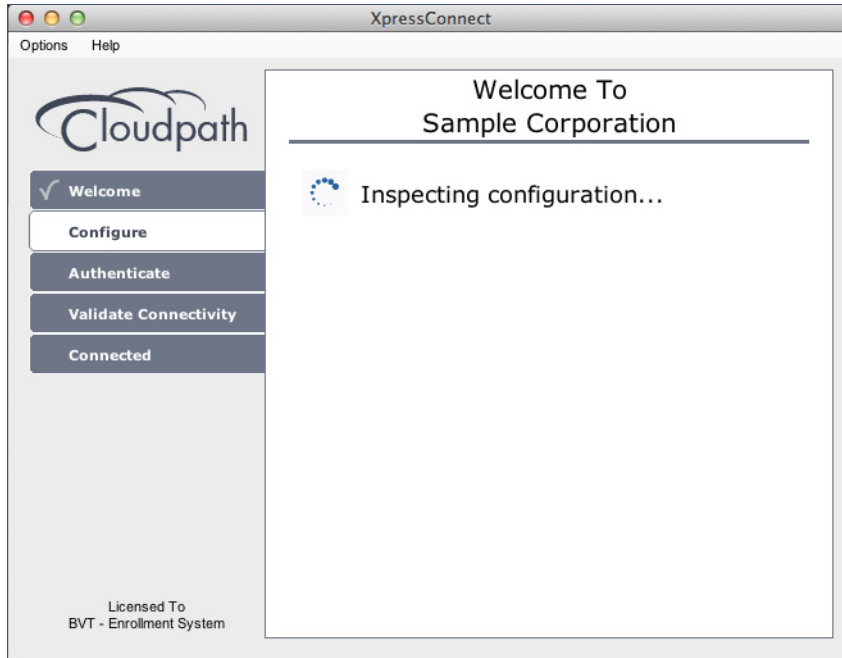 XpressConnect
Options Help
Cloudpath
Welcome
Configure
Authenticate
Validate Connectivity
Connected
Licensed To
BVT - Enrollment System
Welcome To
Sample Corporation
Inspecting configuration...